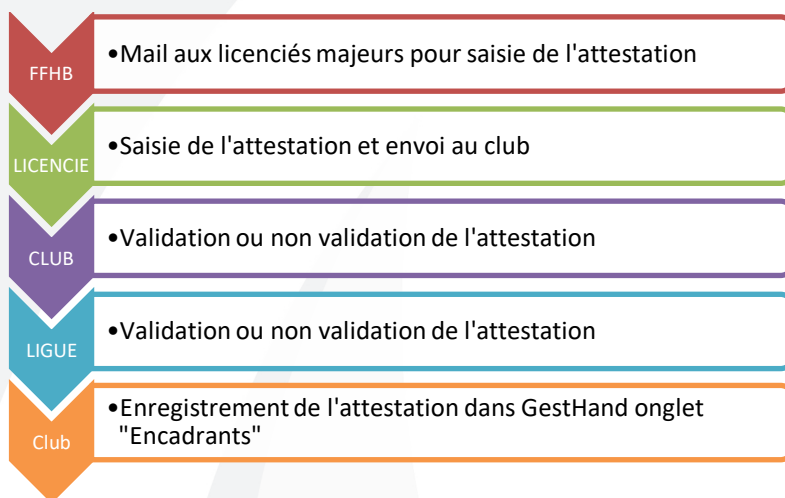 FFHB
•Mail aux licenciés majeurs pour saisie de l'attestation
LICENCIE
•Saisie de l'attestation et envoi au club
CLUB
•Validation ou non validation de l'attestation
LIGUE
•Validation ou non validation de l'attestation
Club
•Enregistrement de l'attestation dans GestHand onglet
"Encadrants"